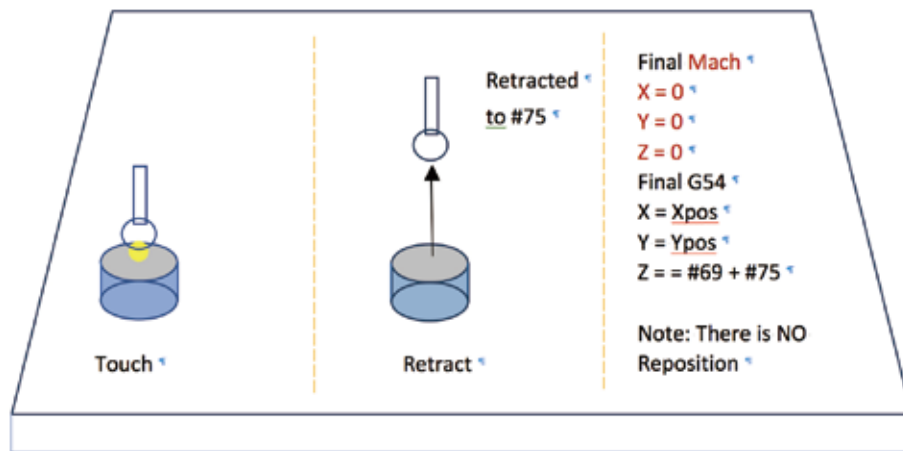 Touch
Retracted
to #75
Retract
Final Mach
X = 0
Y = 0
Z = 0
Final G54
X = Xpos
Y = Ypos
Z = = #69 + #75
Note: There is NO
Reposition